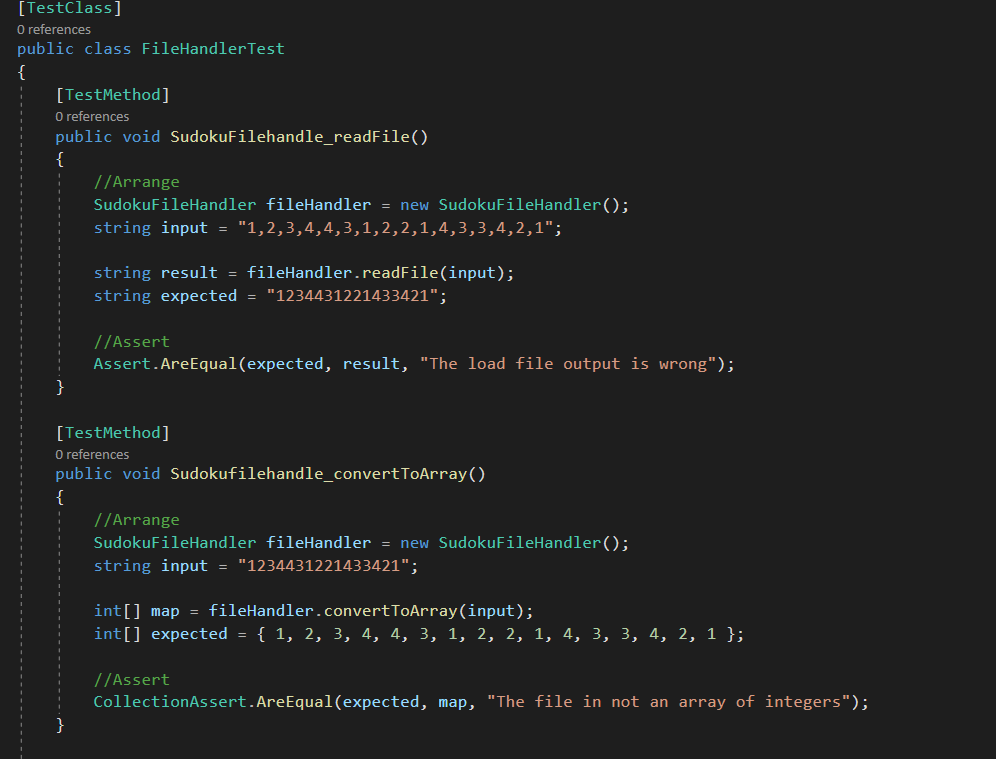 [TestClass]
0 references
public class FileHandlerTest
{
[TestMethod]
0 references
public void SudokuFilehandle_readFile()
{
//Arrange
SudokuFileHandler fileHandler = new SudokuFileHandler();
string input = "1,2,3,4,4,3,1,2,2,1,4,3,3,4,2,1";
string result = fileHandler.readFile(input);
string expected = "1234431221433421";
//Assert
Assert.AreEqual(expected, result, "The load file output is wrong");
}
[TestMethod]
0 references
public void Sudokufilehandle_convertToArray()
{
//Arrange
SudokuFileHandler fileHandler = new SudokuFileHandler();
string input = "1234431221433421";
int[] map = fileHandler.convertToArray(input);
int[] expected = { 1, 2, 3, 4, 4, 3, 1, 2, 2, 1, 4, 3, 3, 4, 2, 1 };
//Assert
CollectionAssert.AreEqual(expected, map, "The file in not an array of integers");
}